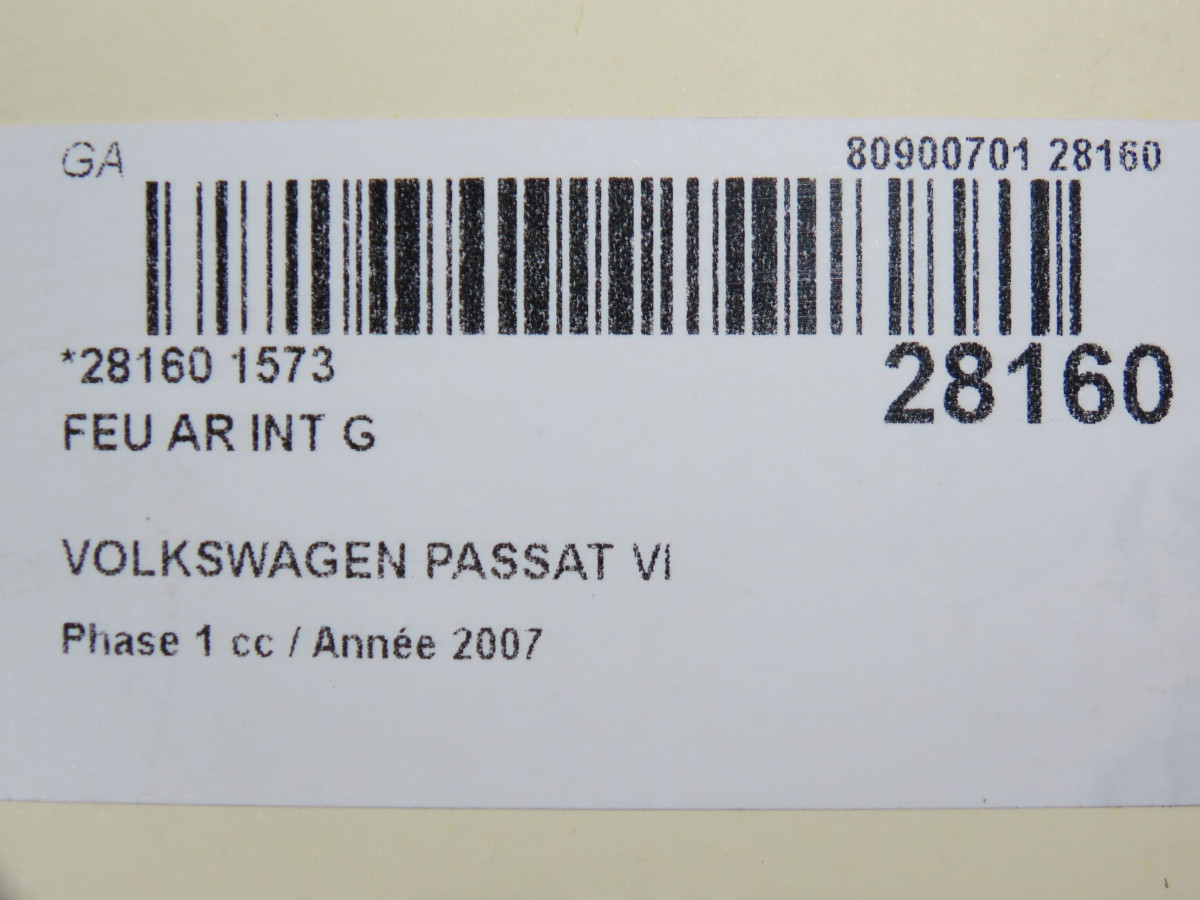 GA 80900701 28160
*28160 1573 28160
FEU AR INT G
VOLKSWAGEN PASSAT VI
Phase 1 cc / Année 2007